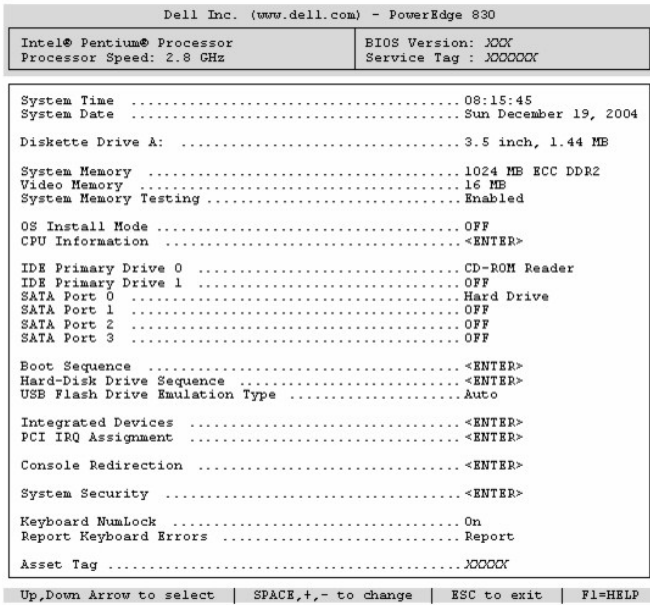 Dell Inc. (www.dell.com) - PowerEdge 830
Intel® Pentium® Processor
Processor Speed: 2.8 GHz
BIOS Version: XXX
Service Tag : XXXXXX
System Time ........................................ 08:15:45
System Date ........................................ Sun December 19, 2004
Diskette Drive A: .................................. 3.5 inch, 1.44 MB
System Memory ...................................... 1024 MB ECC DDR2
Video Memory ....................................... 16 MB
System Memory Testing .............................. Enabled
OS Install Mode .................................... OFF
CPU Information .................................... <ENTER>
IDE Primary Drive 0 ................................ CD-ROM Reader
IDE Primary Drive 1 ................................ OFF
SATA Port 0 ........................................ Hard Drive
SATA Port 1 ........................................ OFF
SATA Port 2 ........................................ OFF
SATA Port 3 ........................................ OFF
Boot Sequence ...................................... <ENTER>
Hard-Disk Drive Sequence ........................... <ENTER>
USB Flash Drive Emulation Type ..................... Auto
Integrated Devices ................................. <ENTER>
PCI IRQ Assignment ................................. <ENTER>
Console Redirection ................................ <ENTER>
System Security .................................... <ENTER>
Keyboard NumLock ................................... On
Report Keyboard Errors ............................. Report
Asset Tag .......................................... XXXXX
Up,Down Arrow to select | SPACE,+,- to change | ESC to exit | F1=HELP